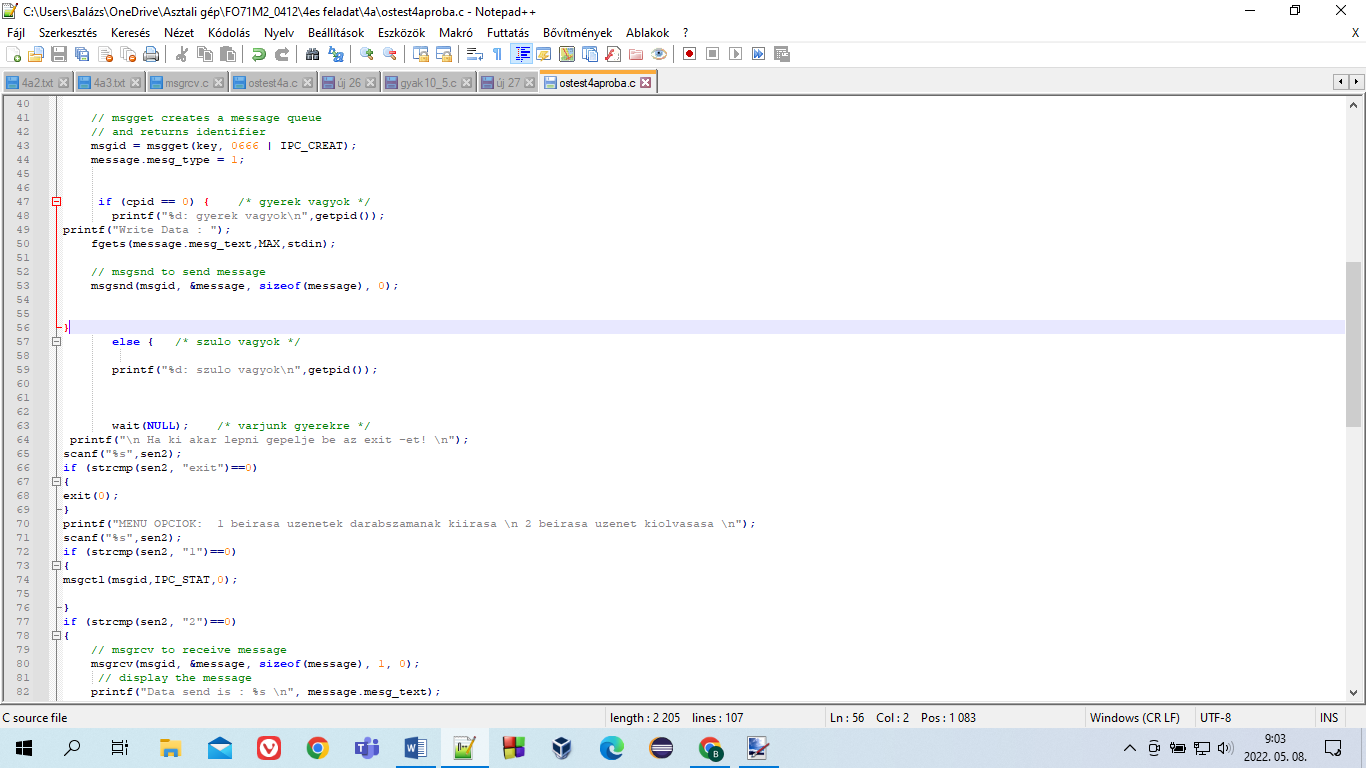 C:\Users\Balázs\OneDrive\Asztali gép\FO71M2_0412\4es feladat\4a\ostest4aproba.c - Notepad++
Fájl Szerkesztés Keresés Nézet Kódolás Nyelv Beállítások Eszközök Makró Futtatás Bővítmények Ablakok ? X
4a2.txt 4a3.txt msgrcv.c ostest4a.c új 26 gyak10_5.c új 27 ostest4aproba.c
40
41 // msgget creates a message queue
42 // and returns identifier
43 msgid = msgget(key, 0666 | IPC_CREAT);
44 message.mesg_type = 1;
45
46
47 if (cpid == 0) { /* gyerek vagyok */
48 printf("%d: gyerek vagyok\n",getpid());
49 printf("Write Data : ");
50 fgets(message.mesg_text,MAX,stdin);
51
52 // msgsnd to send message
53 msgsnd(msgid, &message, sizeof(message), 0);
54
55
56 }
57 else { /* szulo vagyok */
58
59 printf("%d: szulo vagyok\n",getpid());
60
61
62
63 wait(NULL); /* varjunk gyerekre */
64 printf("\n Ha ki akar lepni gepelje be az exit -et! \n");
65 scanf("%s",sen2);
66 if (strcmp(sen2, "exit")==0)
67 {
68 exit(0);
69 }
70 printf("MENU OPCIOK:  1 beirasa uzenetek darabszamanak kiirasa \n 2 beirasa uzenet kiolvasasa \n");
71 scanf("%s",sen2);
72 if (strcmp(sen2, "1")==0)
73 {
74 msgctl(msgid,IPC_STAT,0);
75
76 }
77 if (strcmp(sen2, "2")==0)
78 {
79 // msgrcv to receive message
80 msgrcv(msgid, &message, sizeof(message), 1, 0);
81 // display the message
82 printf("Data send is : %s \n", message.mesg_text);
C source file length : 2 205 lines : 107 Ln : 56 Col : 2 Pos : 1 083 Windows (CR LF) UTF-8 INS
9:03
2022. 05. 08.